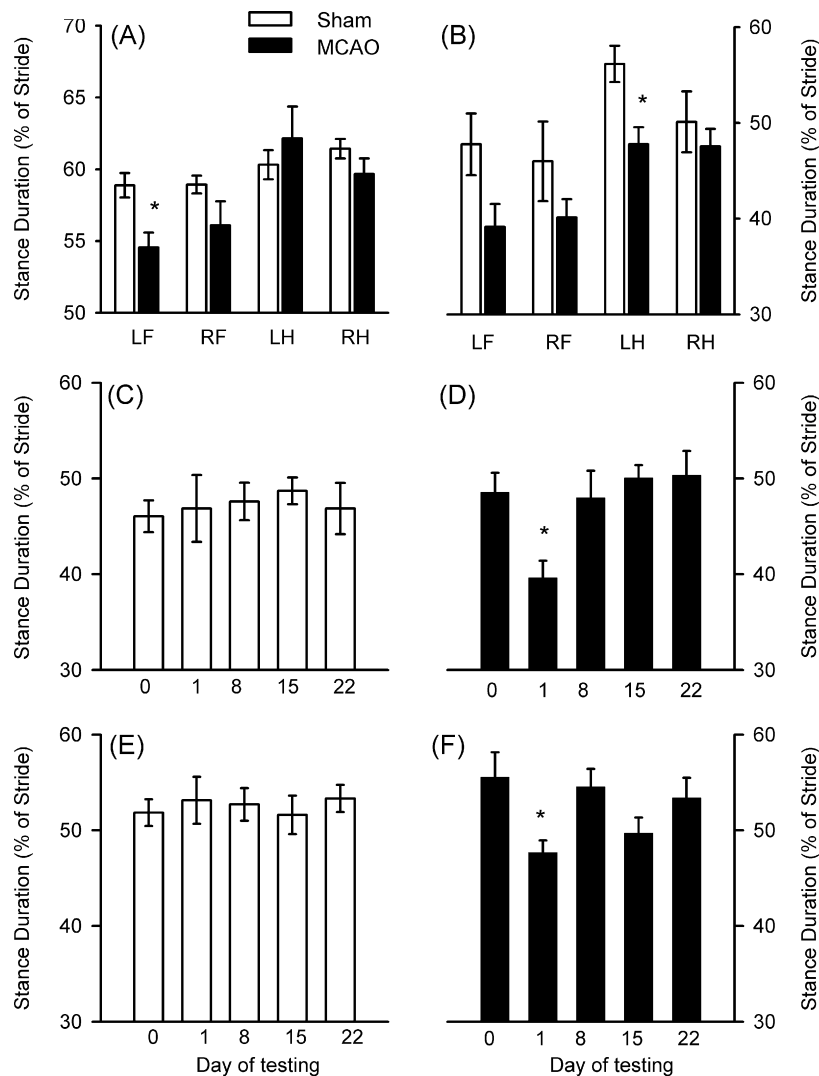 Sham
MCAO
(A)
*
70
65
60
55
50
Stance Duration (% of Stride)
LF RF LH RH
(B)
*
60
50
40
30
Stance Duration (% of Stride)
LF RF LH RH
(C)
60
50
40
30
Stance Duration (% of Stride)
0 1 8 15 22
(D)
*
60
50
40
30
Stance Duration (% of Stride)
0 1 8 15 22
(E)
60
50
40
30
Stance Duration (% of Stride)
0 1 8 15 22
Day of testing
(F)
*
60
50
40
30
Stance Duration (% of Stride)
0 1 8 15 22
Day of testing